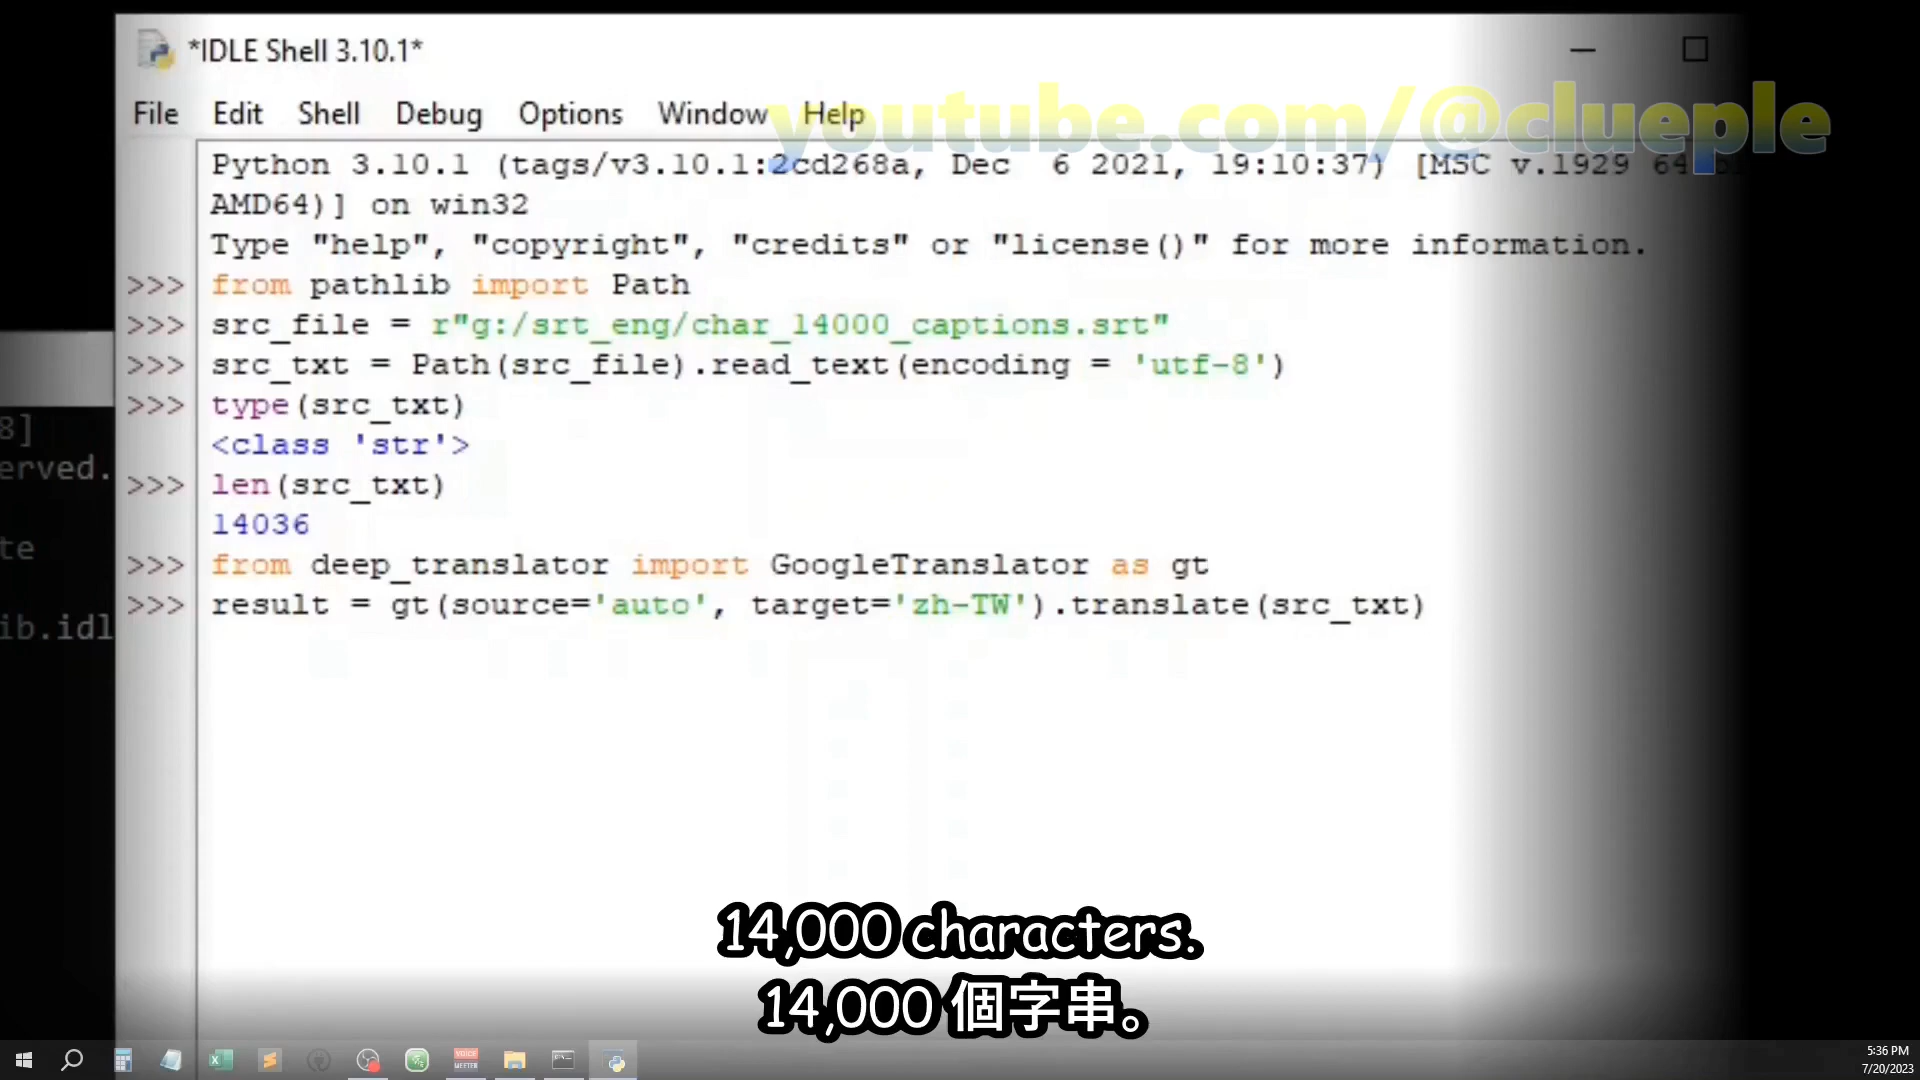 *IDLE Shell 3.10.1*
youtube.com/@clueple
File Edit Shell Debug Options Window Help
Python 3.10.1 (tags/v3.10.1:2cd268a, Dec  6 2021, 19:10:37) [MSC v.1929 64
AMD64)] on win32
Type "help", "copyright", "credits" or "license()" for more information.
>>> from pathlib import Path
>>> src_file = r"g:/srt_eng/char_14000_captions.srt"
>>> src_txt = Path(src_file).read_text(encoding = 'utf-8')
>>> type(src_txt)
<class 'str'>
>>> len(src_txt)
14036
>>> from deep_translator import GoogleTranslator as gt
>>> result = gt(source='auto', target='zh-TW').translate(src_txt)
8]
erved.
te
ib.idl
14,000 characters.
14,000 個字串。
VOICE
MEETER
5:36 PM
7/20/2023